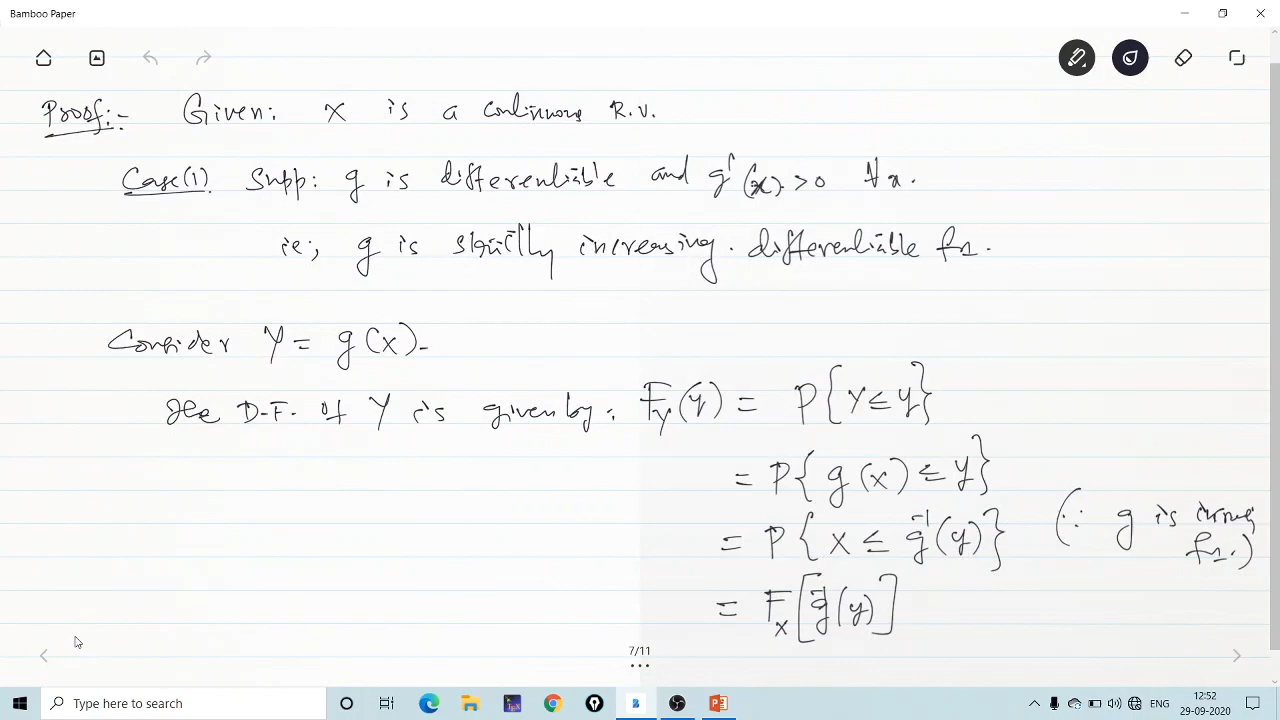 Bamboo Paper
Proof:- Given: X is a continuous R.V.
Case(1) Supp: g is differentiable and g'(x) >0 ∀x.
ie; g is strictly increasing. differentiable fn.
Consider Y = g(x).
The D.F. of Y is given by: F_Y(y) = P{Y ≤ y}
= P{g(x) ≤ y}
= P{X ≤ g⁻¹(y)} (∵ g is
fn.)
= F_X[g⁻¹(y)]
7/11
Type here to search
ENG
12:52
29-09-2020